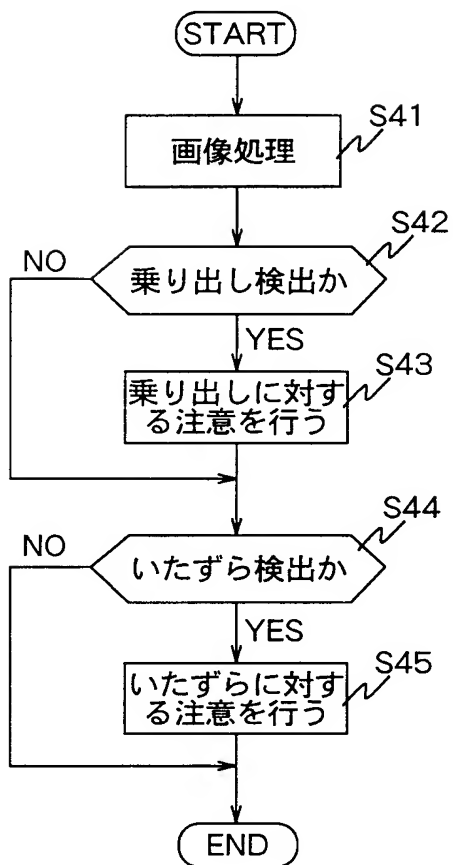 START
S41
画像処理
S42
NO
乗り出し検出か
YES
S43
乗り出しに対す
る注意を行う
S44
NO
いたずら検出か
YES
S45
いたずらに対す
る注意を行う
END